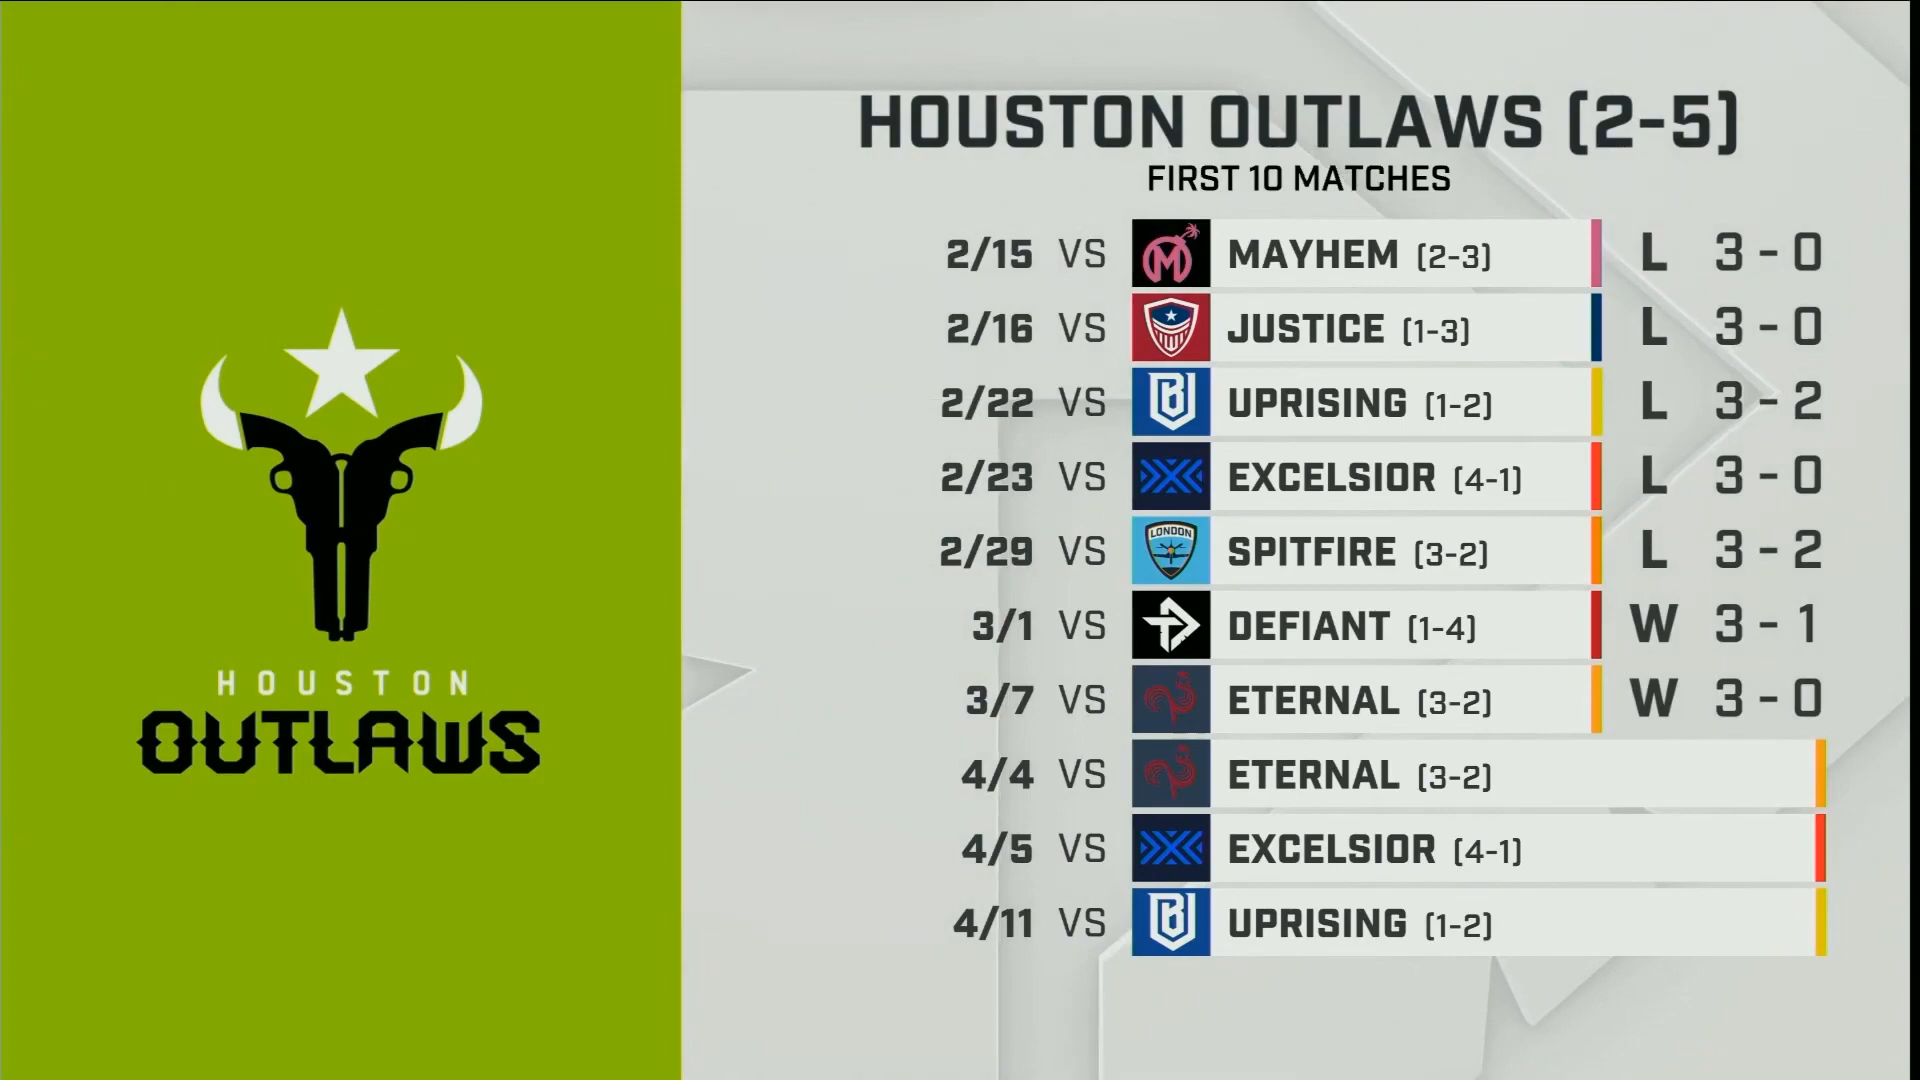 HOUSTON
OUTLAWS
HOUSTON OUTLAWS (2-5)
FIRST 10 MATCHES
2/15 VS MAYHEM (2-3) L 3 - 0
2/16 VS JUSTICE (1-3) L 3 - 0
2/22 VS UPRISING (1-2) L 3 - 2
2/23 VS EXCELSIOR (4-1) L 3 - 0
2/29 VS LONDON SPITFIRE (3-2) L 3 - 2
3/1 VS DEFIANT (1-4) W 3 - 1
3/7 VS ETERNAL (3-2) W 3 - 0
4/4 VS ETERNAL (3-2)
4/5 VS EXCELSIOR (4-1)
4/11 VS UPRISING (1-2)